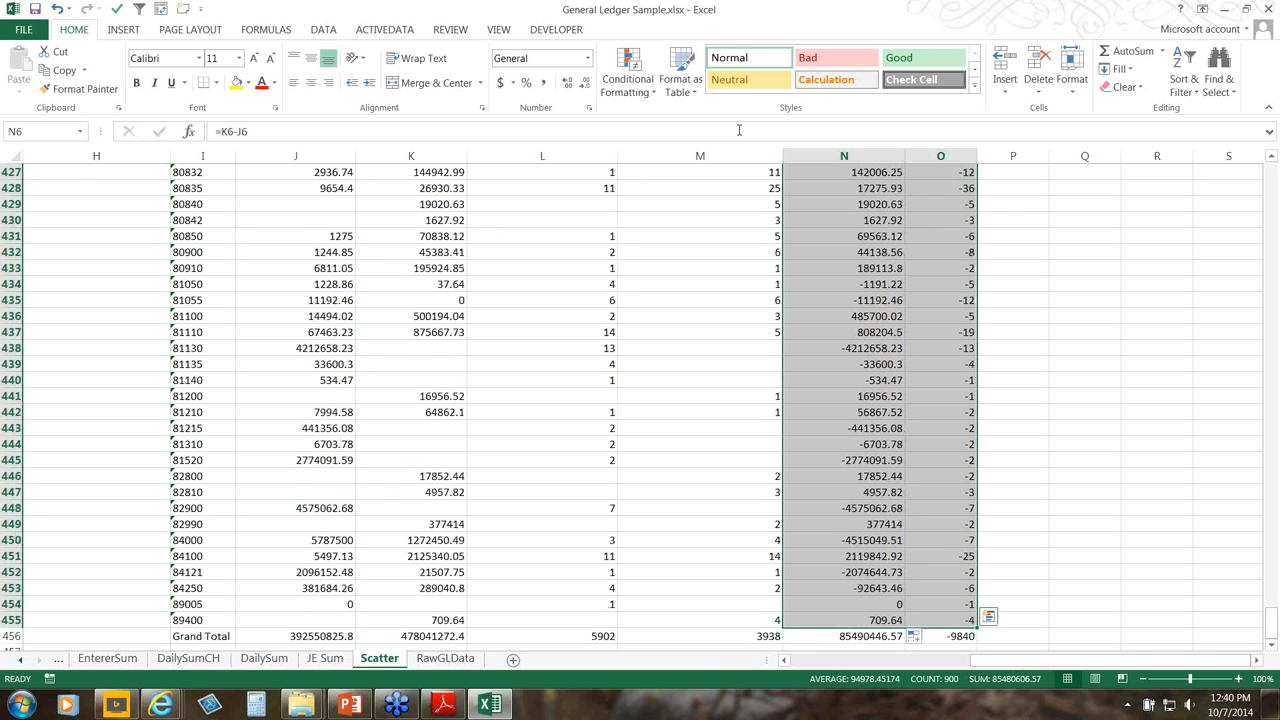 General Ledger Sample.xlsx - Excel
FILE HOME INSERT PAGE LAYOUT FORMULAS DATA ACTIVEDATA REVIEW VIEW DEVELOPER Microsoft account
Paste Cut Copy Format Painter
Calibri 11 B I U A A A
Wrap Text Merge & Center
General $ % ,
Conditional Formatting Format as Table
Normal Bad Good
Neutral Calculation Check Cell
Insert Delete Format
AutoSum Fill Clear Sort & Filter Find & Select
Clipboard Font Alignment Number Styles Cells Editing
N6 fx =K6-J6
H I J K L M N O P Q R S
427 80832 2936.74 144942.99 1 11 142006.25 -12
428 80835 9654.4 26930.33 11 25 17275.93 -36
429 80840 19020.63 5 19020.63 -5
430 80842 1627.92 3 1627.92 -3
431 80850 1275 70838.12 1 5 69563.12 -6
432 80900 1244.85 45383.41 2 6 44138.56 -8
433 80910 6811.05 195924.85 1 1 189113.8 -2
434 81050 1228.86 37.64 4 1 -1191.22 -5
435 81055 11192.46 0 6 6 -11192.46 -12
436 81100 14494.02 500194.04 2 3 485700.02 -5
437 81110 67463.23 875667.73 14 5 808204.5 -19
438 81130 4212658.23 13 -4212658.23 -13
439 81135 33600.3 4 -33600.3 -4
440 81140 534.47 1 -534.47 -1
441 81200 16956.52 1 16956.52 -1
442 81210 7994.58 64862.1 1 1 56867.52 -2
443 81215 441356.08 2 -441356.08 -2
444 81310 6703.78 2 -6703.78 -2
445 81520 2774091.59 2 -2774091.59 -2
446 82800 17852.44 2 17852.44 -2
447 82810 4957.82 3 4957.82 -3
448 82900 4575062.68 7 -4575062.68 -7
449 82990 377414 2 377414 -2
450 84000 5787500 1272450.49 3 4 -4515049.51 -7
451 84100 5497.13 2125340.05 11 14 2119842.92 -25
452 84121 2096152.48 21507.75 1 1 -2074644.73 -2
453 84250 381684.26 289040.8 4 2 -92643.46 -6
454 89005 0 1 0 -1
455 89400 709.64 4 709.64 -4
456 Grand Total 392550825.8 478041272.4 5902 3938 85490446.57 -9840
... EntererSum DailySumCH DailySum JE Sum Scatter RawGLData
READY AVERAGE: 94978.45174 COUNT: 900 SUM: 85480606.57 100%
12:40 PM
10/7/2014